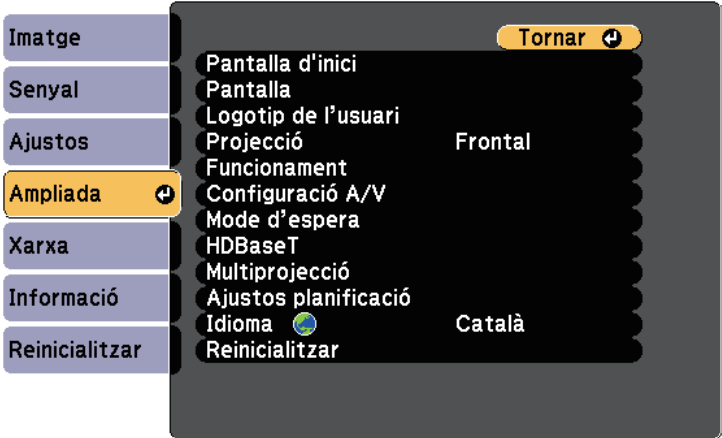 Imatge
Senyal
Ajustos
Ampliada
Xarxa
Informació
Reinicialitzar
Tornar
Pantalla d'inici
Pantalla
Logotip de l’usuari
Projecció Frontal
Funcionament
Configuració A/V
Mode d’espera
HDBaseT
Multiprojecció
Ajustos planificació
Idioma Català
Reinicialitzar